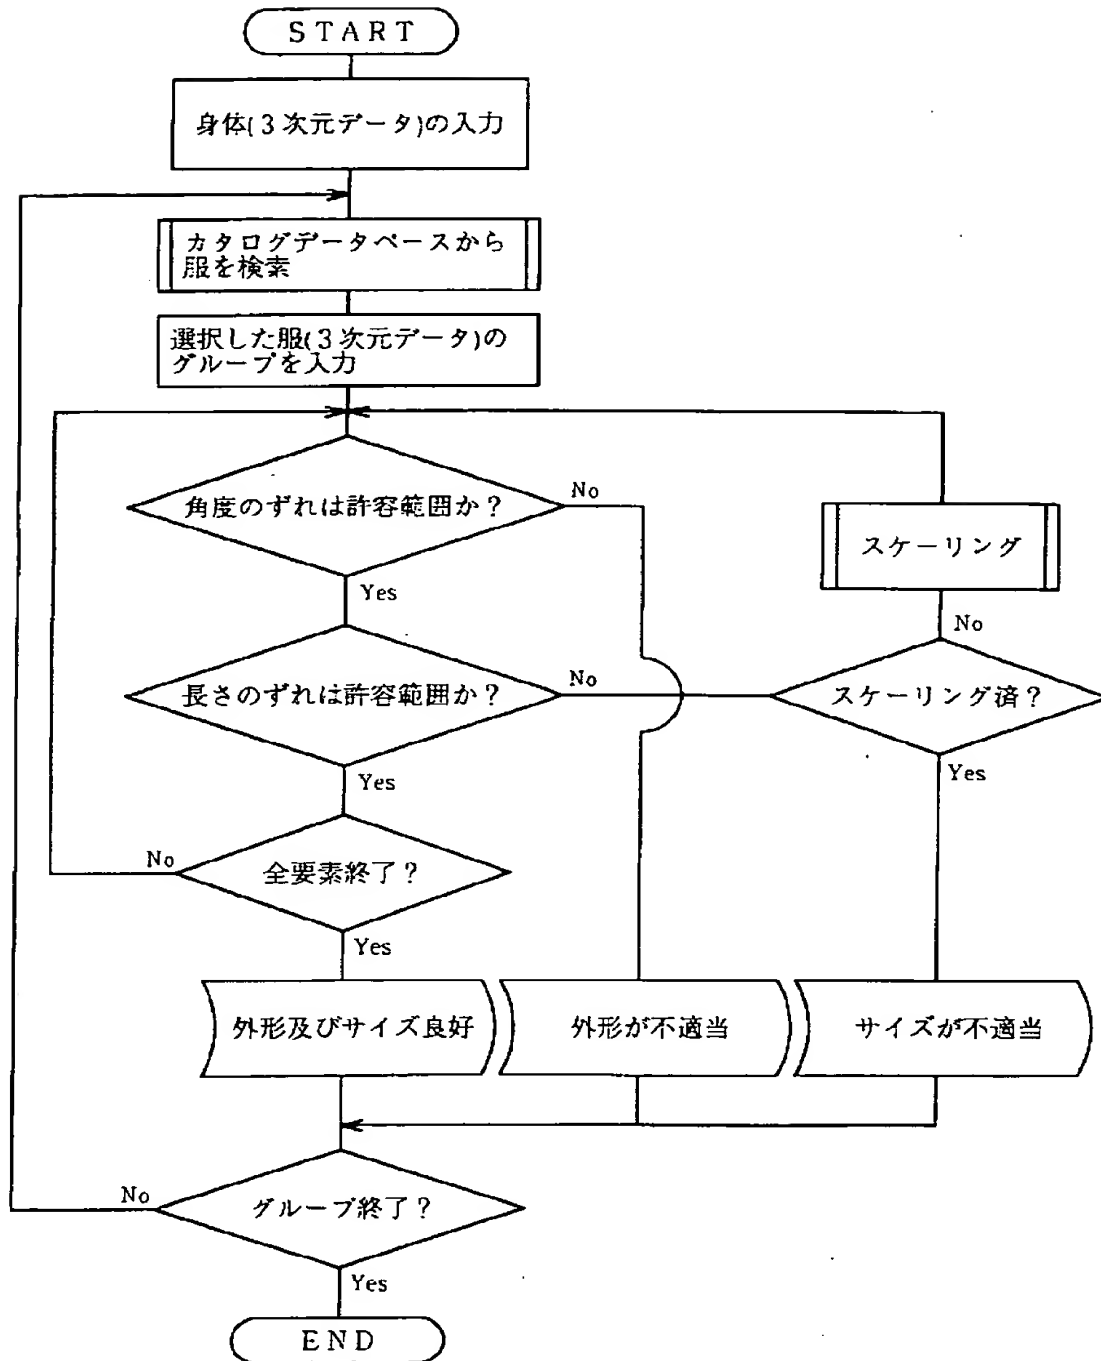 START
身体(3次元データ)の入力
カタログデータベースから
服を検索
選択した服(3次元データ)の
グループを入力
角度のずれは許容範囲か?
No
Yes
スケーリング
No
長さのずれは許容範囲か?
No
スケーリング済?
Yes
Yes
No
全要素終了?
Yes
外形及びサイズ良好
外形が不適当
サイズが不適当
No
グループ終了?
Yes
END